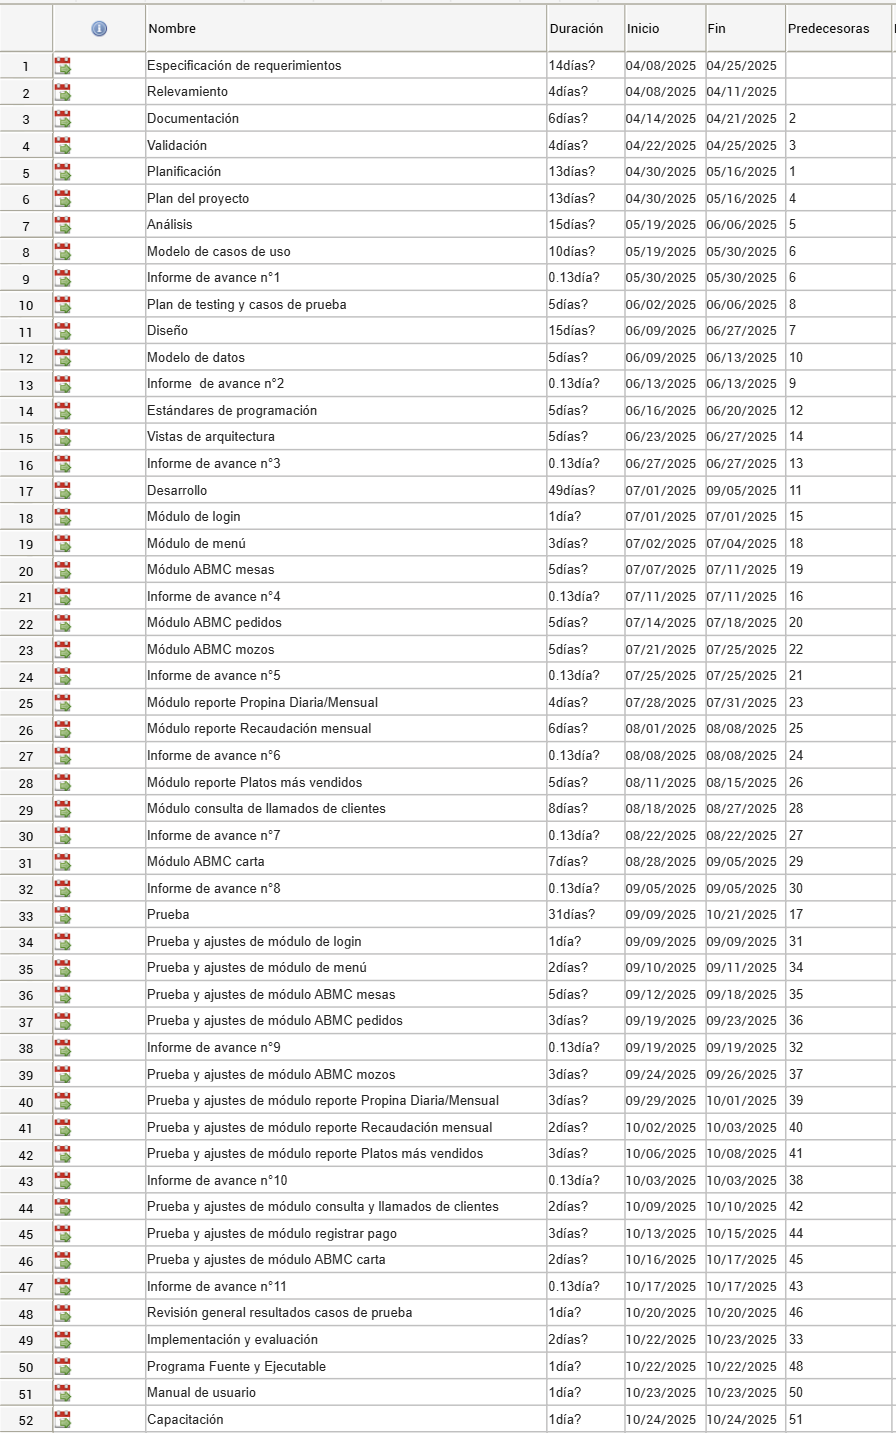 Nombre Duración Inicio Fin Predecesoras
1 Especificación de requerimientos 14días? 04/08/2025 04/25/2025
2 Relevamiento 4días? 04/08/2025 04/11/2025
3 Documentación 6días? 04/14/2025 04/21/2025 2
4 Validación 4días? 04/22/2025 04/25/2025 3
5 Planificación 13días? 04/30/2025 05/16/2025 1
6 Plan del proyecto 13días? 04/30/2025 05/16/2025 4
7 Análisis 15días? 05/19/2025 06/06/2025 5
8 Modelo de casos de uso 10días? 05/19/2025 05/30/2025 6
9 Informe de avance n°1 0.13día? 05/30/2025 05/30/2025 6
10 Plan de testing y casos de prueba 5días? 06/02/2025 06/06/2025 8
11 Diseño 15días? 06/09/2025 06/27/2025 7
12 Modelo de datos 5días? 06/09/2025 06/13/2025 10
13 Informe  de avance n°2 0.13día? 06/13/2025 06/13/2025 9
14 Estándares de programación 5días? 06/16/2025 06/20/2025 12
15 Vistas de arquitectura 5días? 06/23/2025 06/27/2025 14
16 Informe de avance n°3 0.13día? 06/27/2025 06/27/2025 13
17 Desarrollo 49días? 07/01/2025 09/05/2025 11
18 Módulo de login 1día? 07/01/2025 07/01/2025 15
19 Módulo de menú 3días? 07/02/2025 07/04/2025 18
20 Módulo ABMC mesas 5días? 07/07/2025 07/11/2025 19
21 Informe de avance n°4 0.13día? 07/11/2025 07/11/2025 16
22 Módulo ABMC pedidos 5días? 07/14/2025 07/18/2025 20
23 Módulo ABMC mozos 5días? 07/21/2025 07/25/2025 22
24 Informe de avance n°5 0.13día? 07/25/2025 07/25/2025 21
25 Módulo reporte Propina Diaria/Mensual 4días? 07/28/2025 07/31/2025 23
26 Módulo reporte Recaudación mensual 6días? 08/01/2025 08/08/2025 25
27 Informe de avance n°6 0.13día? 08/08/2025 08/08/2025 24
28 Módulo reporte Platos más vendidos 5días? 08/11/2025 08/15/2025 26
29 Módulo consulta de llamados de clientes 8días? 08/18/2025 08/27/2025 28
30 Informe de avance n°7 0.13día? 08/22/2025 08/22/2025 27
31 Módulo ABMC carta 7días? 08/28/2025 09/05/2025 29
32 Informe de avance n°8 0.13día? 09/05/2025 09/05/2025 30
33 Prueba 31días? 09/09/2025 10/21/2025 17
34 Prueba y ajustes de módulo de login 1día? 09/09/2025 09/09/2025 31
35 Prueba y ajustes de módulo de menú 2días? 09/10/2025 09/11/2025 34
36 Prueba y ajustes de módulo ABMC mesas 5días? 09/12/2025 09/18/2025 35
37 Prueba y ajustes de módulo ABMC pedidos 3días? 09/19/2025 09/23/2025 36
38 Informe de avance n°9 0.13día? 09/19/2025 09/19/2025 32
39 Prueba y ajustes de módulo ABMC mozos 3días? 09/24/2025 09/26/2025 37
40 Prueba y ajustes de módulo reporte Propina Diaria/Mensual 3días? 09/29/2025 10/01/2025 39
41 Prueba y ajustes de módulo reporte Recaudación mensual 2días? 10/02/2025 10/03/2025 40
42 Prueba y ajustes de módulo reporte Platos más vendidos 3días? 10/06/2025 10/08/2025 41
43 Informe de avance n°10 0.13día? 10/03/2025 10/03/2025 38
44 Prueba y ajustes de módulo consulta y llamados de clientes 2días? 10/09/2025 10/10/2025 42
45 Prueba y ajustes de módulo registrar pago 3días? 10/13/2025 10/15/2025 44
46 Prueba y ajustes de módulo ABMC carta 2días? 10/16/2025 10/17/2025 45
47 Informe de avance n°11 0.13día? 10/17/2025 10/17/2025 43
48 Revisión general resultados casos de prueba 1día? 10/20/2025 10/20/2025 46
49 Implementación y evaluación 2días? 10/22/2025 10/23/2025 33
50 Programa Fuente y Ejecutable 1día? 10/22/2025 10/22/2025 48
51 Manual de usuario 1día? 10/23/2025 10/23/2025 50
52 Capacitación 1día? 10/24/2025 10/24/2025 51